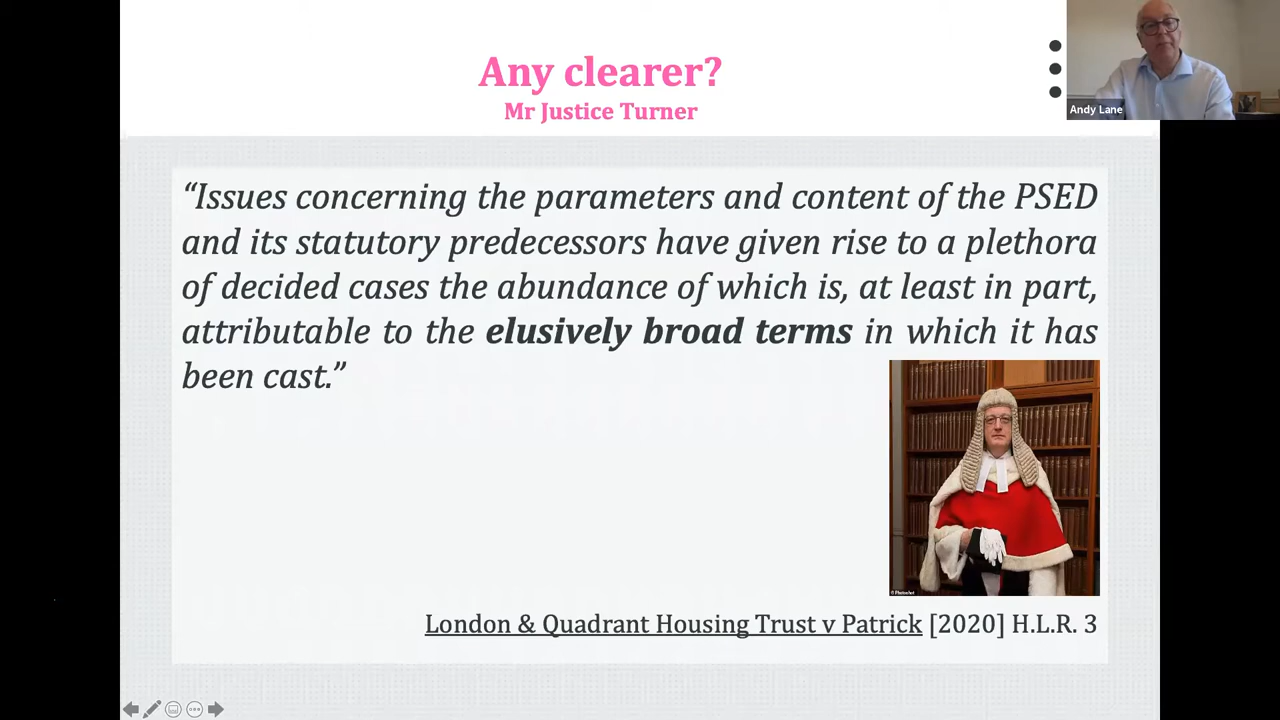 Any clearer?
Mr Justice Turner
Andy Lane
“Issues concerning the parameters and content of the PSED
and its statutory predecessors have given rise to a plethora
of decided cases the abundance of which is, at least in part,
attributable to the elusively broad terms in which it has
been cast.”
London & Quadrant Housing Trust v Patrick [2020] H.L.R. 3